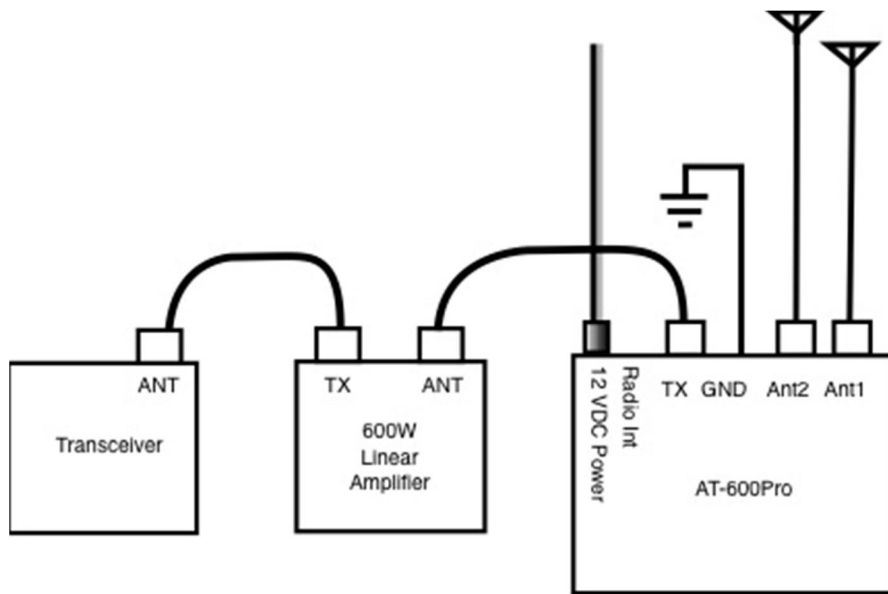 ANT
Transceiver
TX
ANT
600W
Linear
Amplifier
12 VDC Power
Radio Int
TX
GND
Ant2
Ant1
AT-600Pro